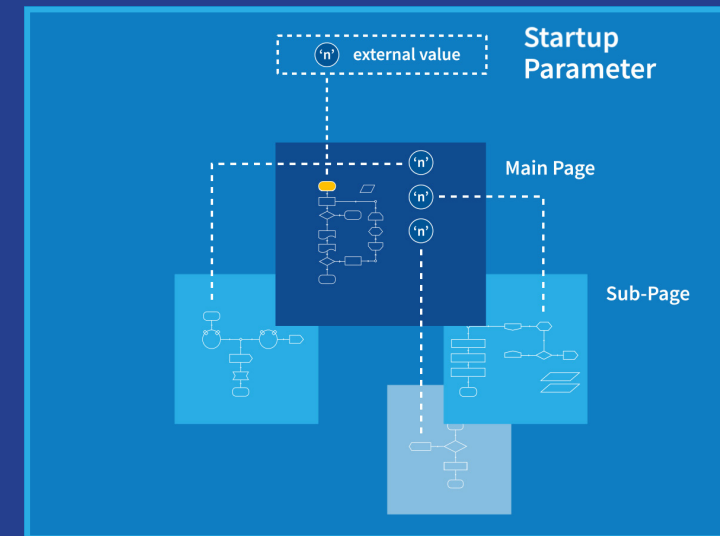 Startup
Parameter
‘n’ external value
‘n’
Main Page
‘n’
‘n’
Sub-Page